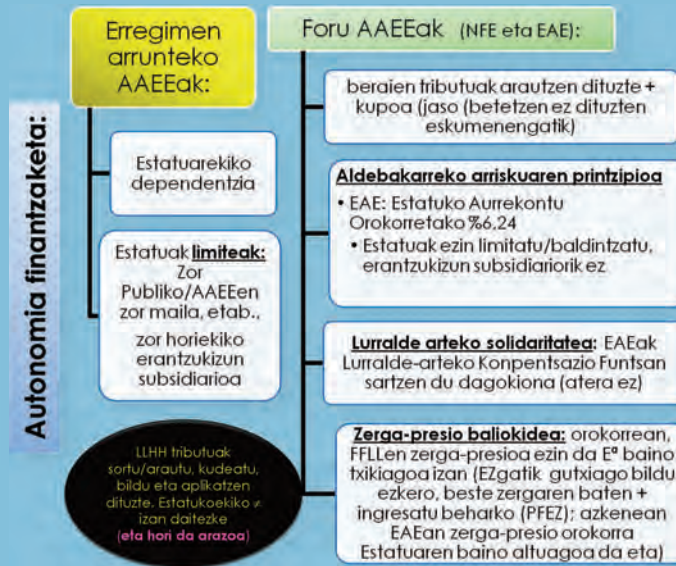 Autonomia finantzaketa:
Erregimen
arrunteko
AAEEak:
Estatuarekiko
dependentzia
Estatuak limiteak:
Zor
Publiko/AAEEen
zor maila, etab.,
zor horiekiko
erantzukizun
subsidiarioa
LLHH tributuak
sortu/arautu, kudeatu,
bildu eta aplikatzen
dituzte. Estatukoekiko ≠
izan daitezke
(eta hori da arazoa)
Foru AAEEak (NFE eta EAE):
beraien tributuak arautzen dituzte +
kupoa (jaso (betetzen ez dituzten
eskumenengatik)
Aldebakarreko arriskuaren printzipioa
• EAE: Estatuko Aurrekontu
Orokorretako %6,24
• Estatuak ezin limitatu/baldintzatu,
erantzukizun subsidiariorik ez
Lurralde arteko solidaritatea: EAEak
Lurralde-arteko Konpentsazio Funtsan
sartzen du dagokiona (atera ez)
Zerga-presio baliokidea: orokorrean,
FFLLen zerga-presioa ezin da Eª baino
txikiagoa izan (EZgatik gutxiago bildu
ezkero, beste zergaren baten +
ingresatu beharko (PFEZ); azkenean
EAEan zerga-presio orokorra
Estatuaren baino altuagoa da eta)